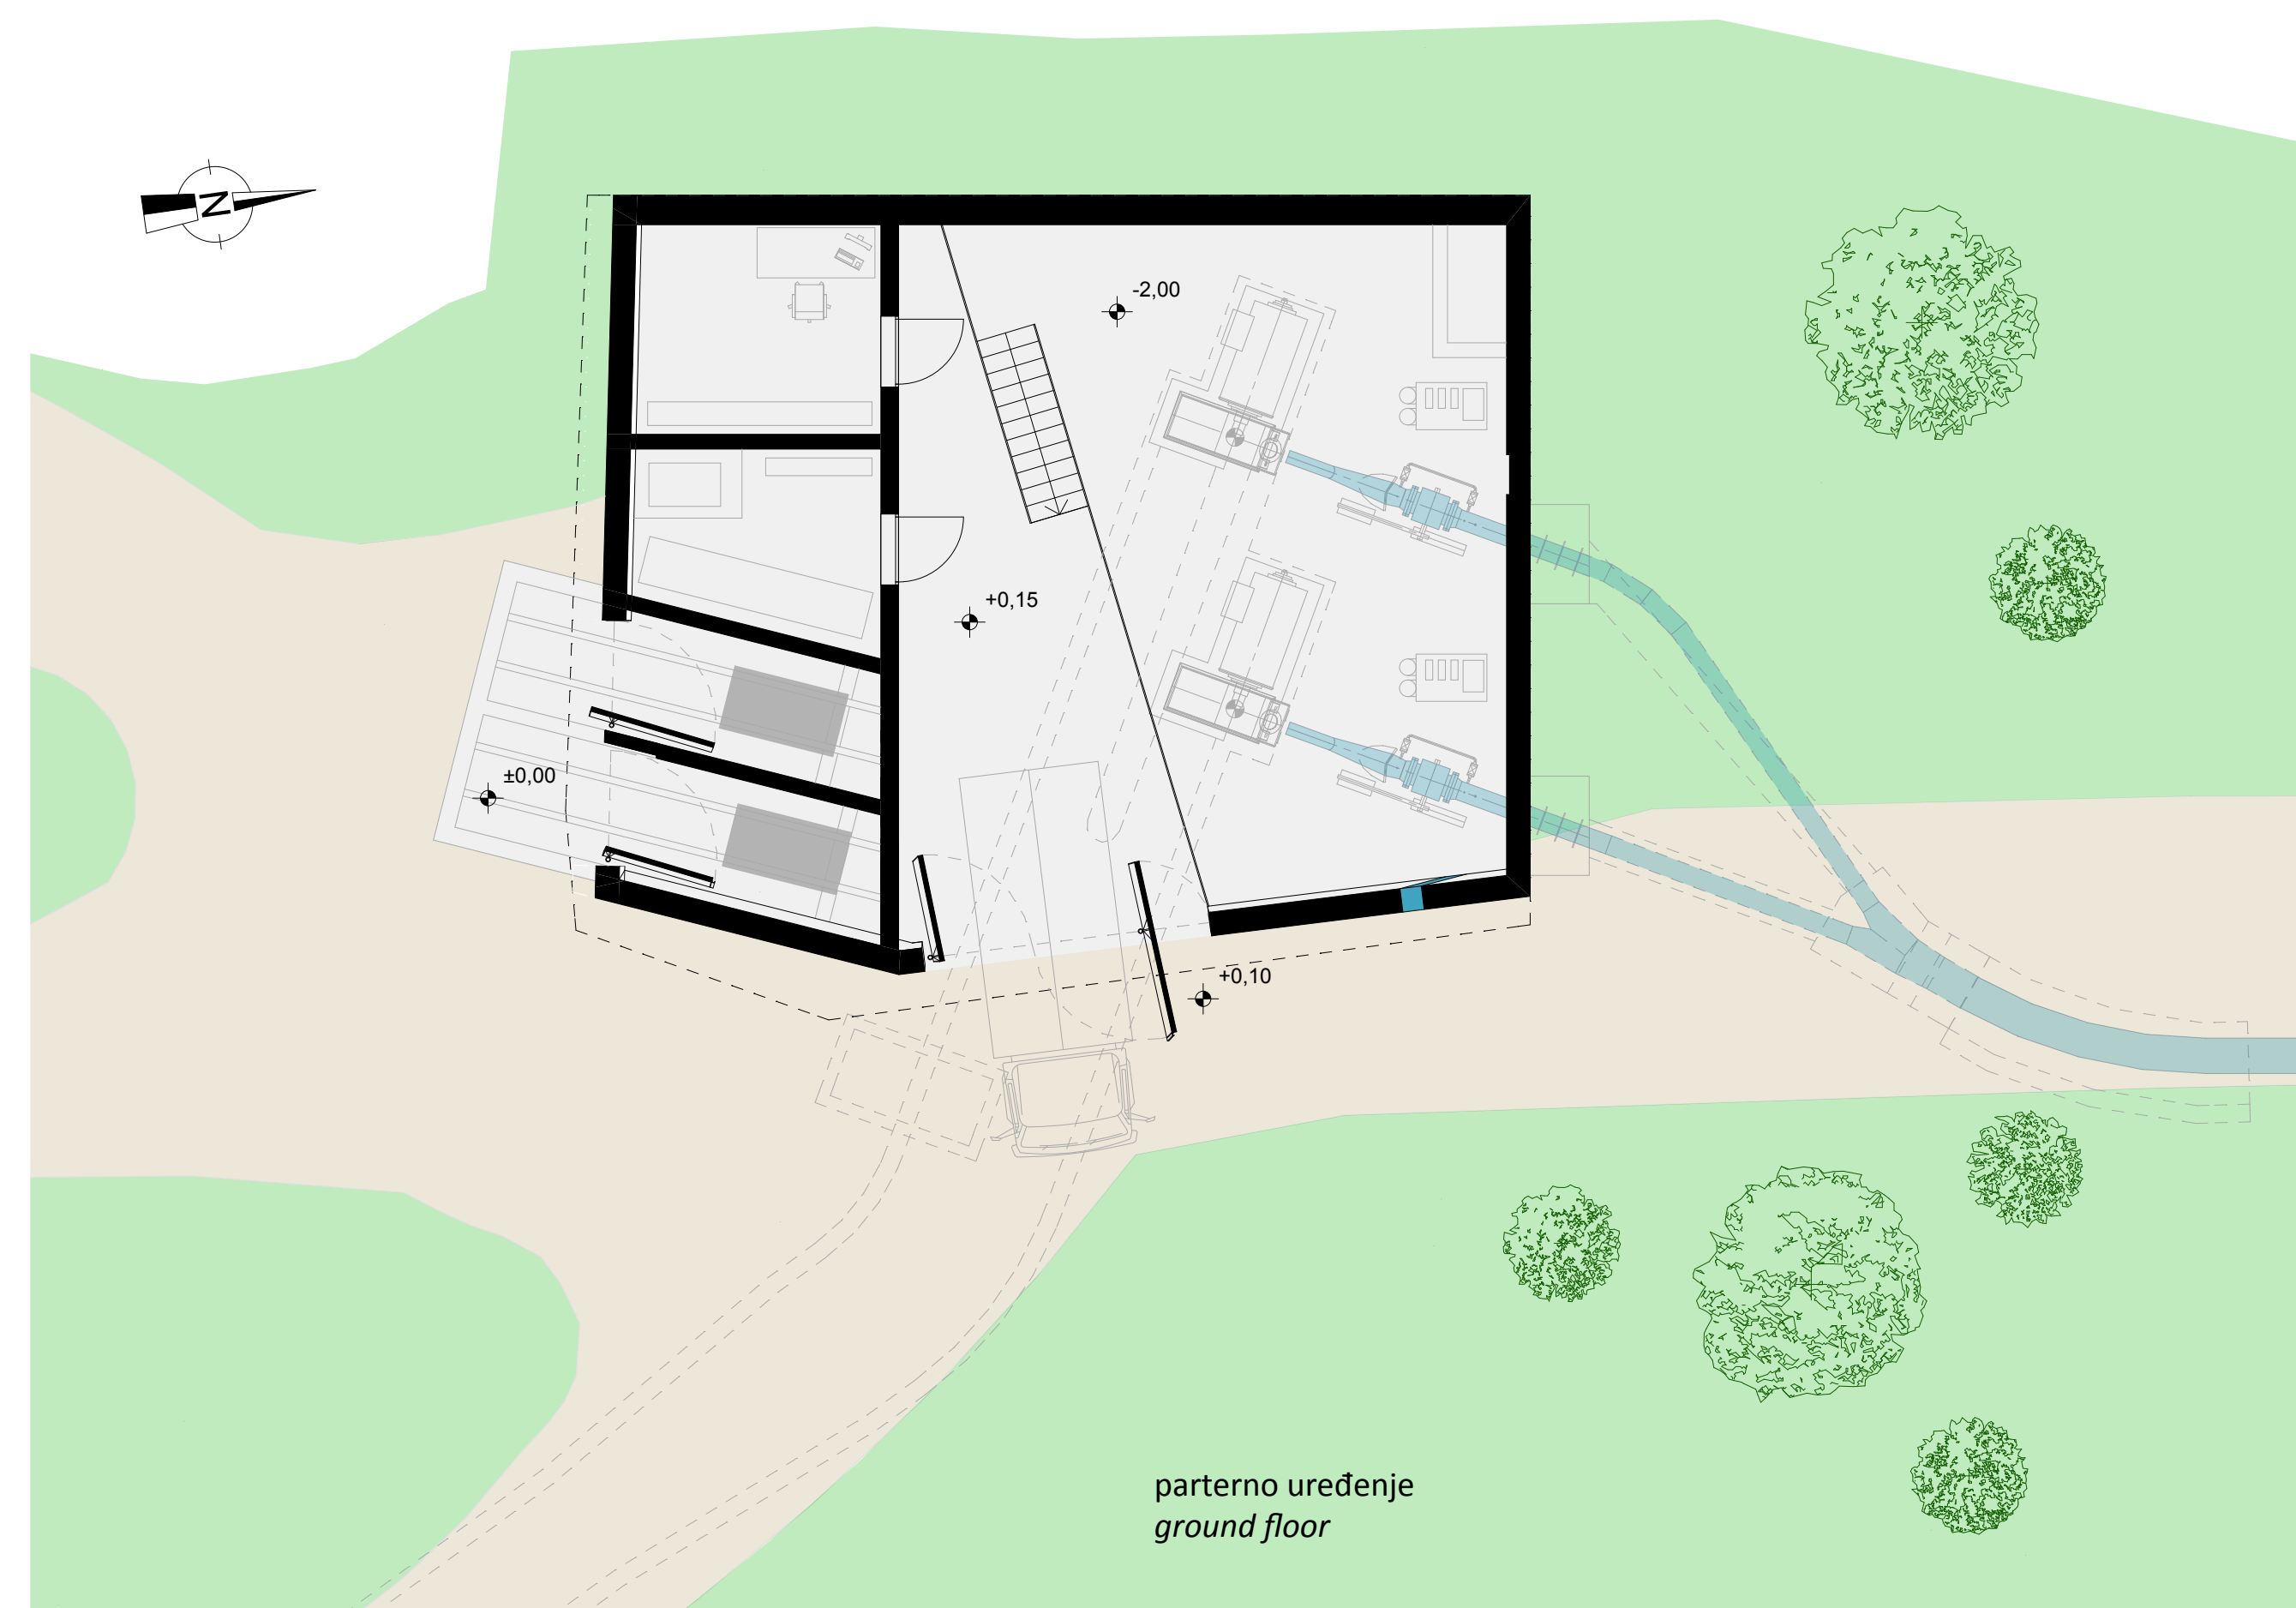 N
-2,00
+0,15
±0,00
+0,10
parterno uređenje
ground floor